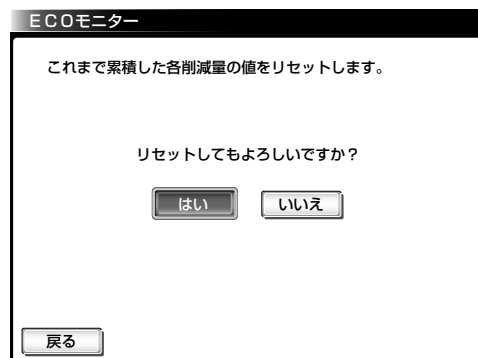 ECOモニター
これまで累積した各削減量の値をリセットします。
リセットしてもよろしいですか？
はい
いいえ
戻る